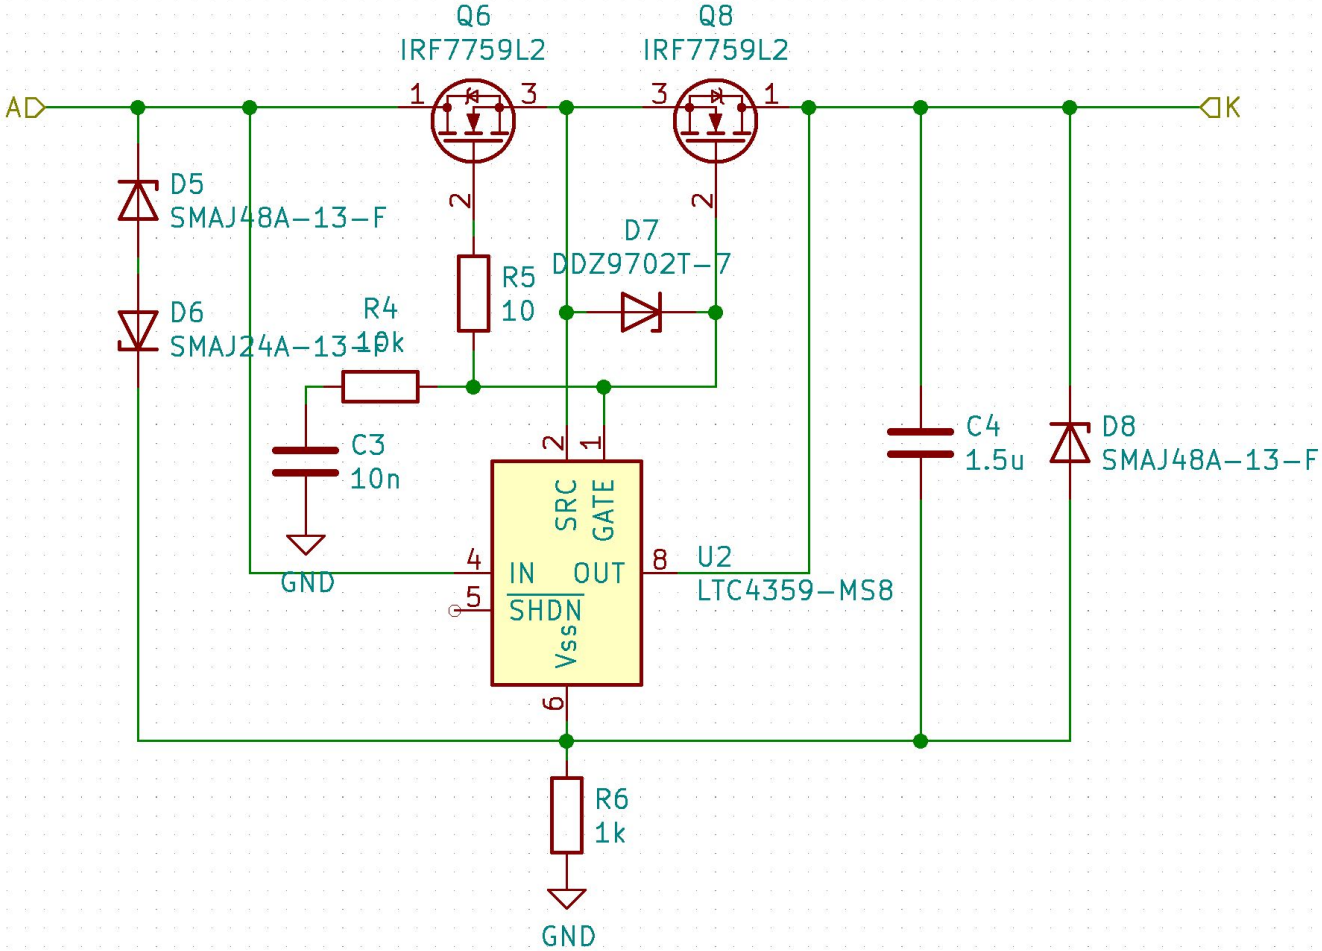 Q6
IRF7759L2
Q8
IRF7759L2
A
1
3
3
1
K
2
2
D5
SMAJ48A-13-F
D7
DDZ9702T-7
R5
10
D6
SMAJ24A-13-F
R4
10k
C3
10n
GND
2
1
SRC
GATE
4
IN
OUT
8
5
SHDN
Vss
6
U2
LTC4359-MS8
C4
1.5u
D8
SMAJ48A-13-F
R6
1k
GND